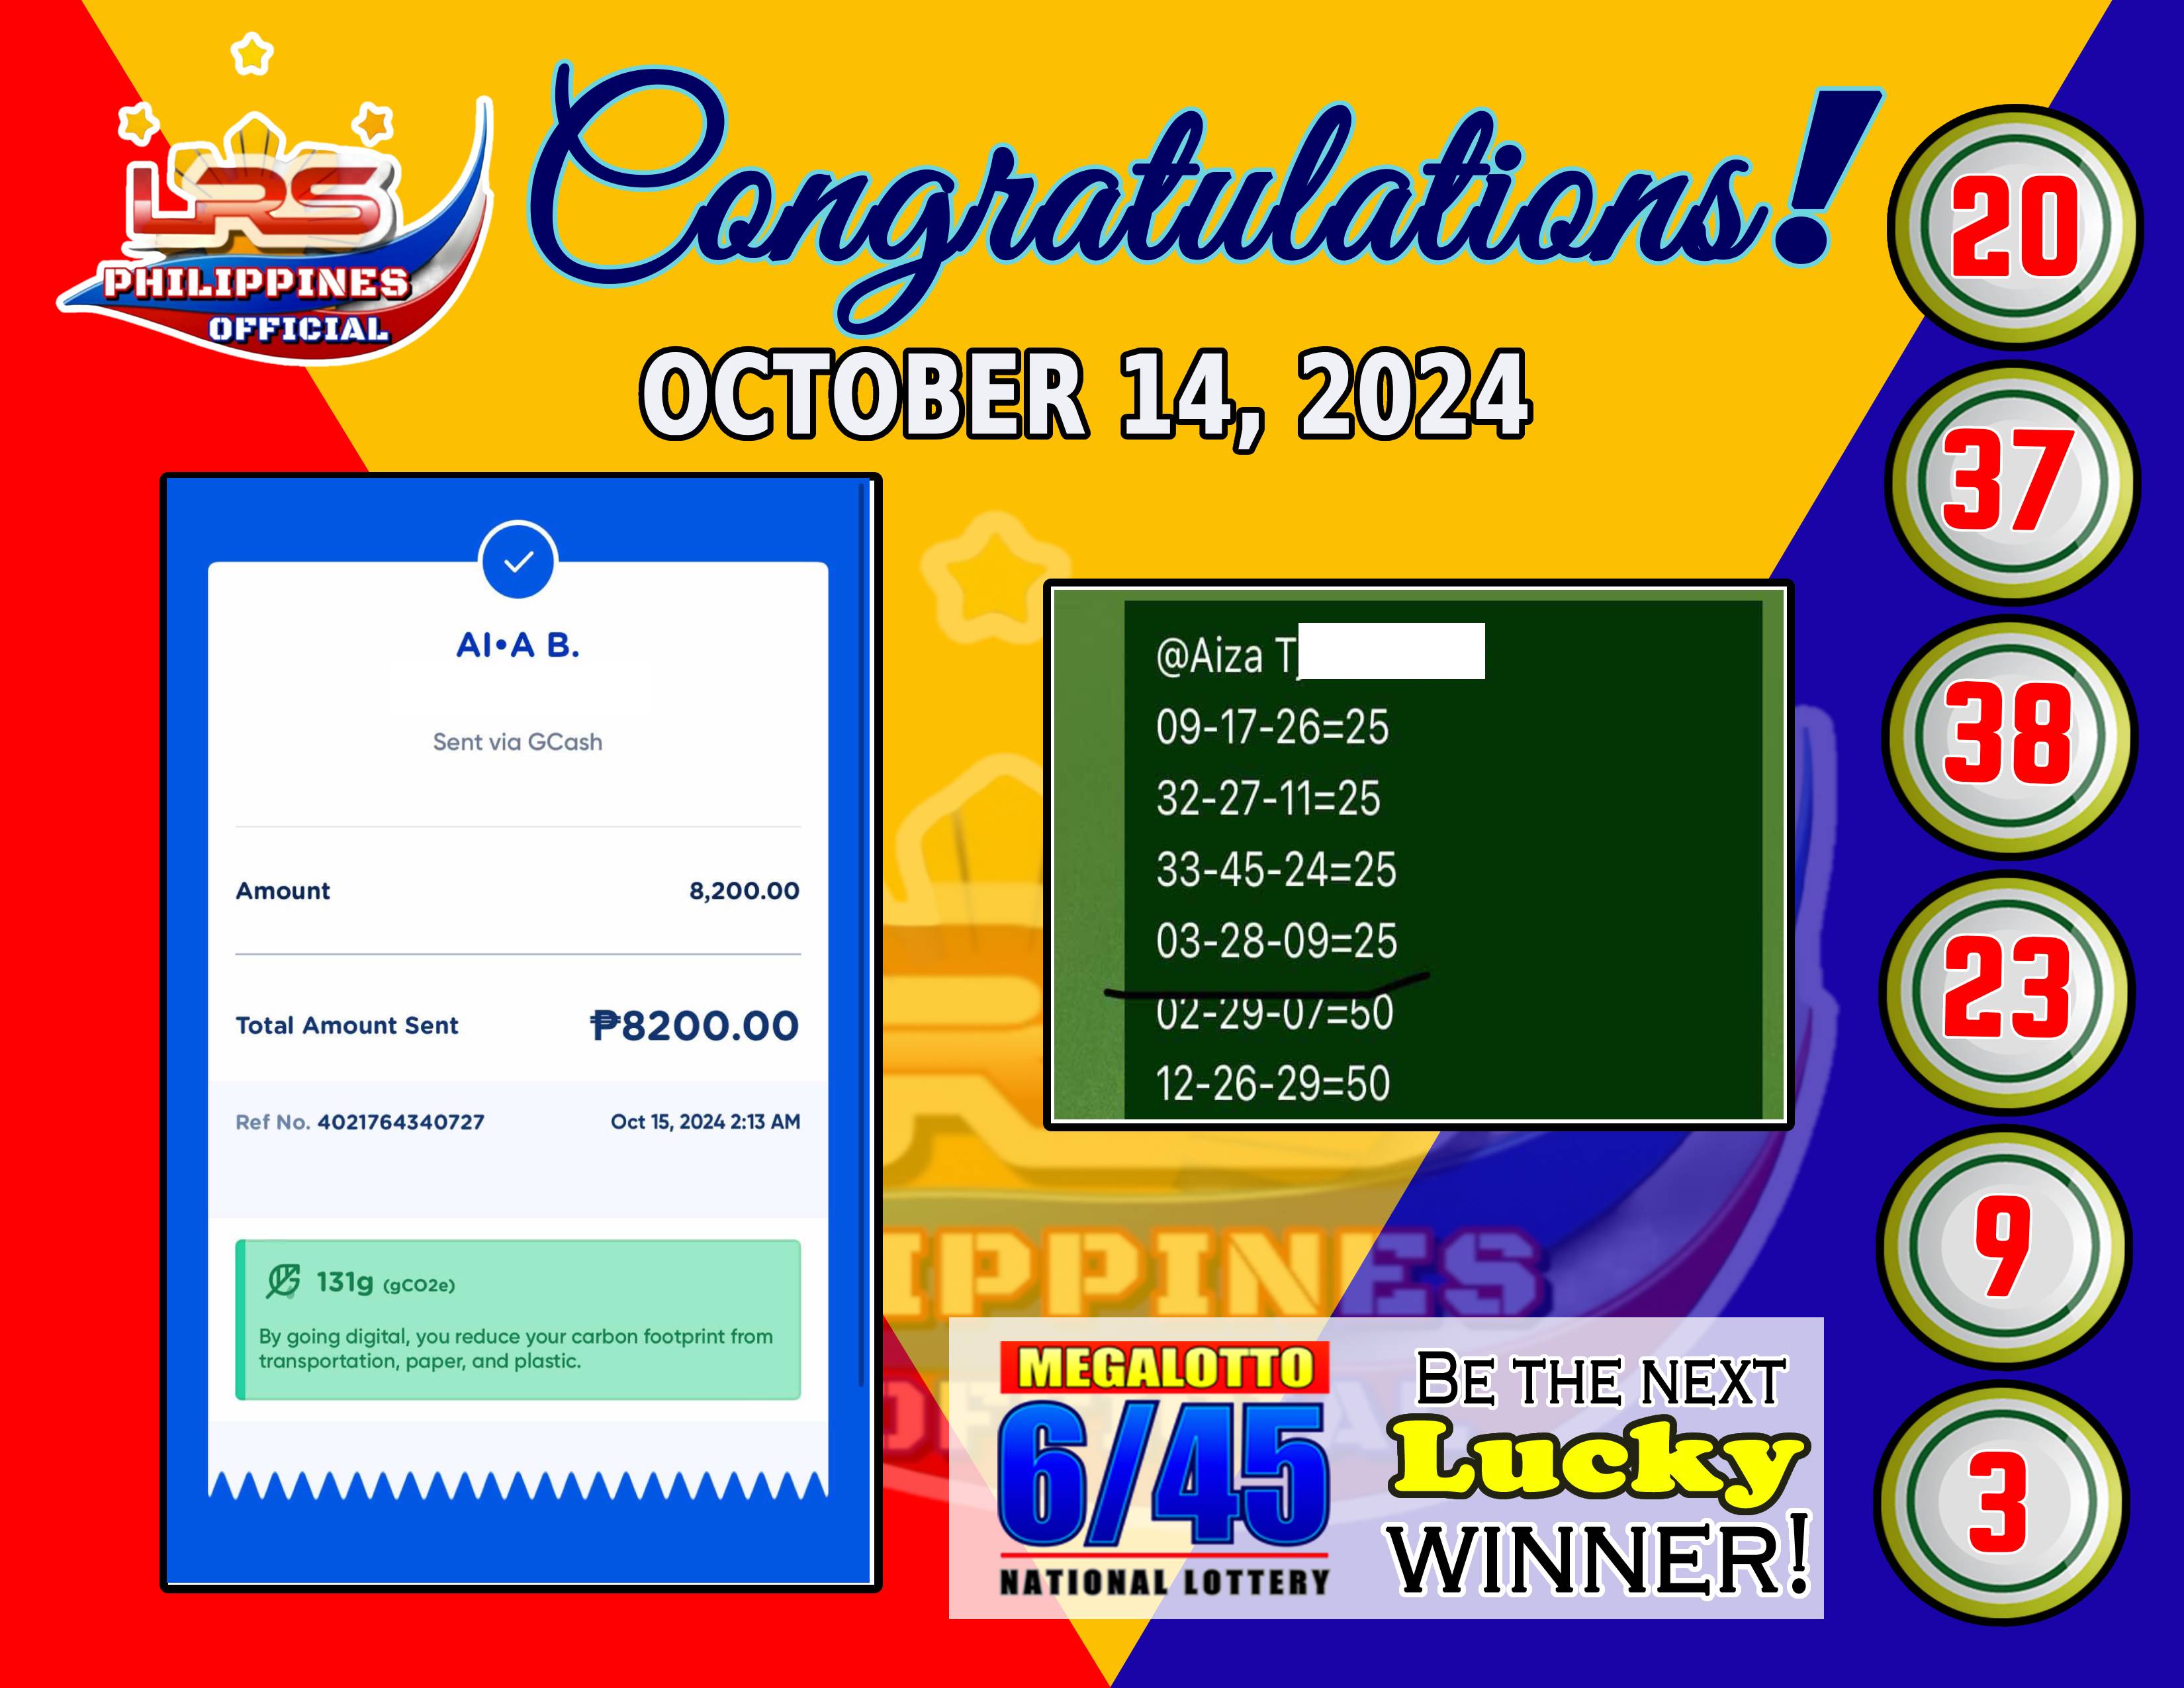 LRS
PHILIPPINES
OFFICIAL
Congratulations!
OCTOBER 14, 2024
AI•A B.
Sent via GCash
Amount 8,200.00
Total Amount Sent ₱8200.00
Ref No. 4021764340727 Oct 15, 2024 2:13 AM
131g (gCO2e)
By going digital, you reduce your carbon footprint from
transportation, paper, and plastic.
@Aiza T
09-17-26=25
32-27-11=25
33-45-24=25
03-28-09=25
02-29-07=50
12-26-29=50
MEGALOTTO
6/45
NATIONAL LOTTERY
BE THE NEXT
Lucky
WINNER!
20
37
38
23
9
3